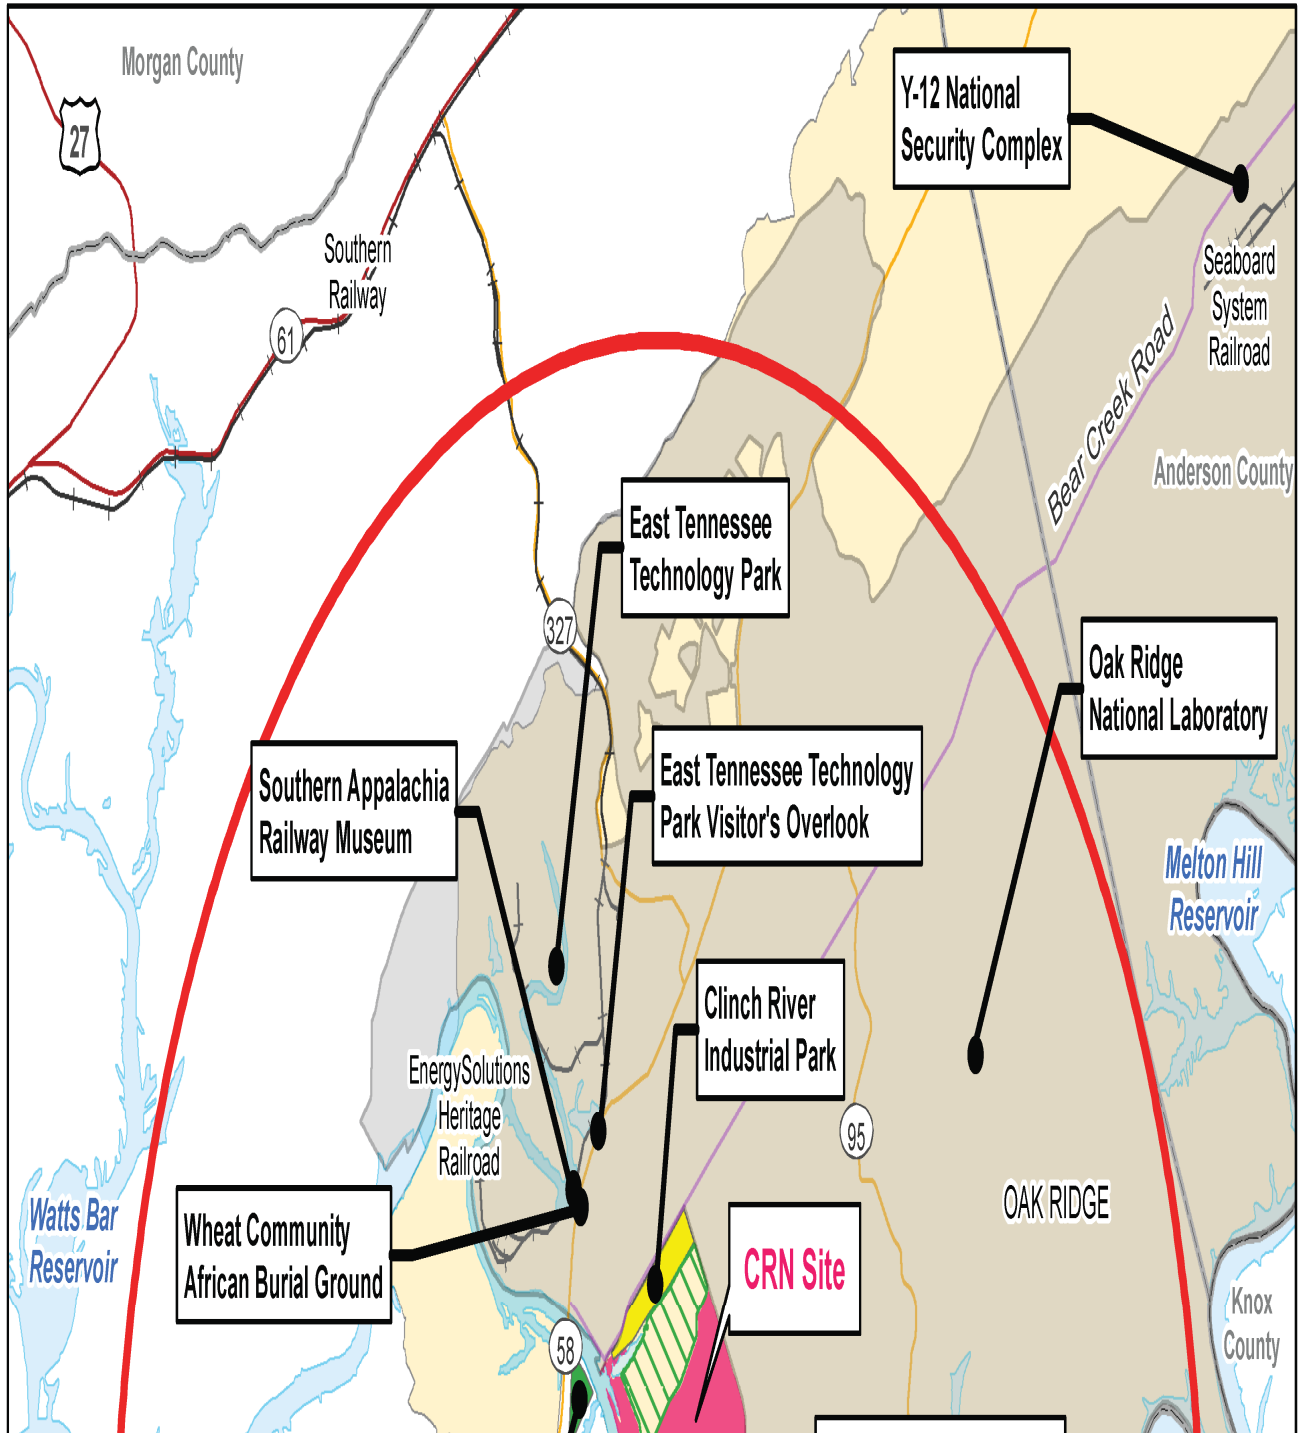 Morgan County
27
Y-12 National
Security Complex
Southern
Railway
61
Seaboard
System
Railroad
Bear Creek Road
Anderson County
East Tennessee
Technology Park
327
Oak Ridge
National Laboratory
Southern Appalachia
Railway Museum
East Tennessee Technology
Park Visitor's Overlook
Melton Hill
Reservoir
Clinch River
Industrial Park
EnergySolutions
Heritage
Railroad
95
OAK RIDGE
Watts Bar
Reservoir
Wheat Community
African Burial Ground
CRN Site
Knox
County
58